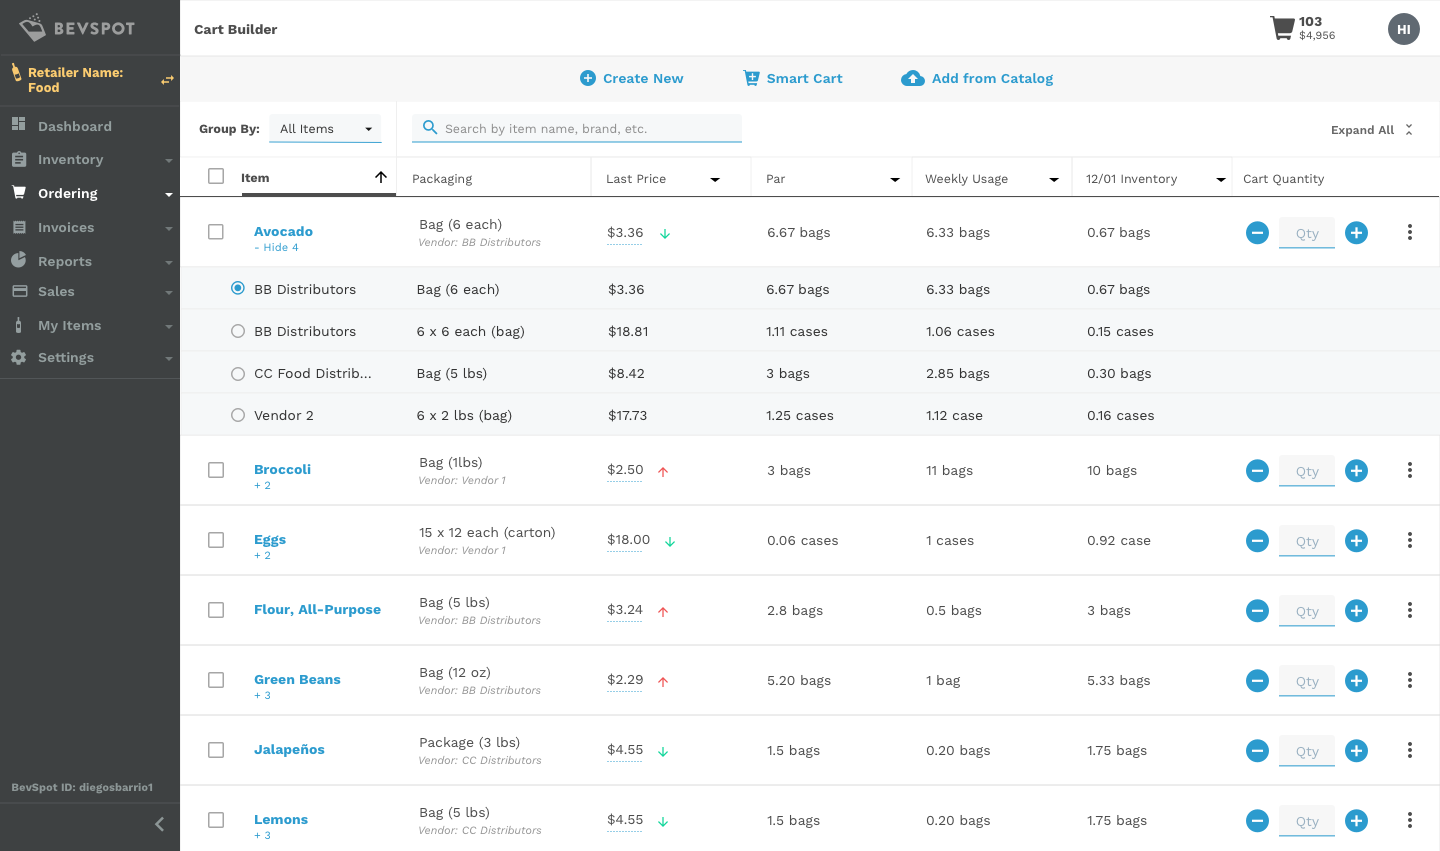 BEVSPOT
Cart Builder
103
$4,956
HI
Retailer Name:
Food
Create New
Smart Cart
Add from Catalog
Dashboard
Inventory
Ordering
Invoices
Reports
Sales
My Items
Settings
BevSpot ID: diegosbarrio1
Group By:
All Items
Search by item name, brand, etc.
Expand All
Item Packaging Last Price Par Weekly Usage 12/01 Inventory Cart Quantity
Avocado
- Hide 4
Bag (6 each)
Vendor: BB Distributors
$3.36 6.67 bags 6.33 bags 0.67 bags Qty
BB Distributors Bag (6 each) $3.36 6.67 bags 6.33 bags 0.67 bags
BB Distributors 6 x 6 each (bag) $18.81 1.11 cases 1.06 cases 0.15 cases
CC Food Distrib... Bag (5 lbs) $8.42 3 bags 2.85 bags 0.30 bags
Vendor 2 6 x 2 lbs (bag) $17.73 1.25 cases 1.12 case 0.16 cases
Broccoli
+ 2
Bag (1lbs)
Vendor: Vendor 1
$2.50 3 bags 11 bags 10 bags Qty
Eggs
+ 2
15 x 12 each (carton)
Vendor: Vendor 1
$18.00 0.06 cases 1 cases 0.92 case Qty
Flour, All-Purpose
Bag (5 lbs)
Vendor: BB Distributors
$3.24 2.8 bags 0.5 bags 3 bags Qty
Green Beans
+ 3
Bag (12 oz)
Vendor: BB Distributors
$2.29 5.20 bags 1 bag 5.33 bags Qty
Jalapeños
Package (3 lbs)
Vendor: CC Distributors
$4.55 1.5 bags 0.20 bags 1.75 bags Qty
Lemons
+ 3
Bag (5 lbs)
Vendor: CC Distributors
$4.55 1.5 bags 0.20 bags 1.75 bags Qty